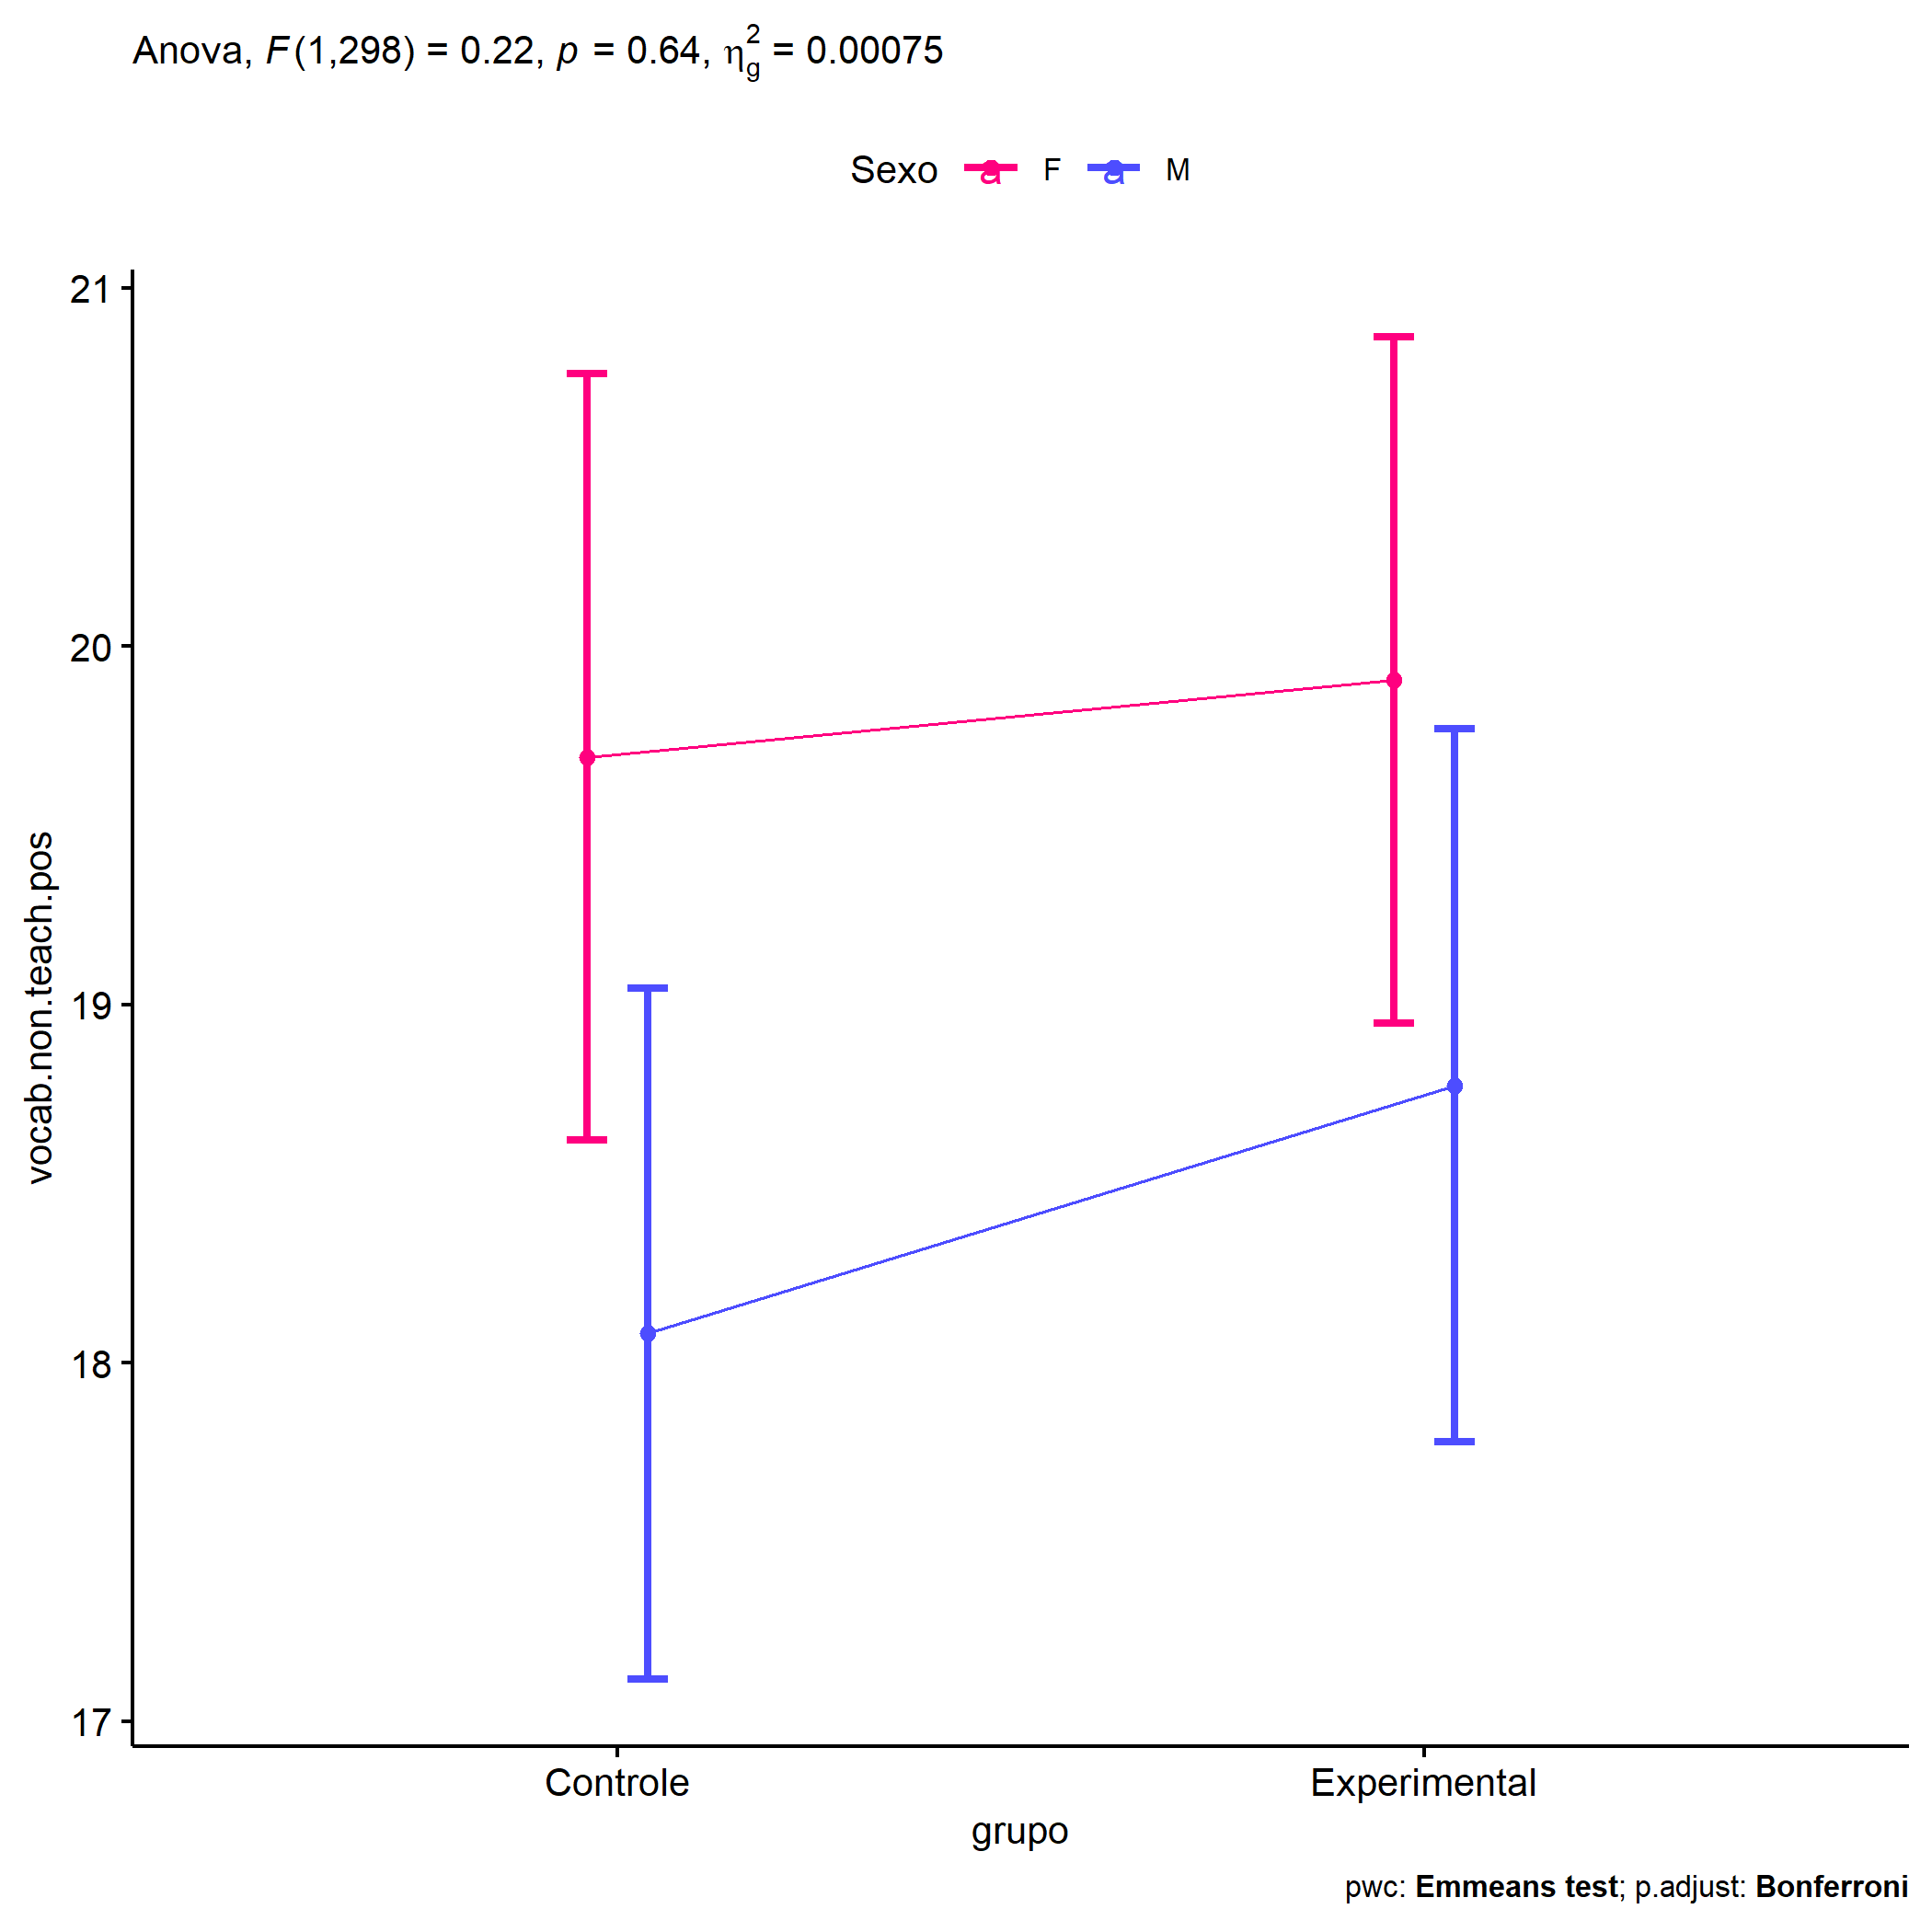 Anova, F(1,298) = 0.22, p = 0.64, η²g = 0.00075
Sexo a F a M
21
20
19
18
17
vocab.non.teach.pos
Controle Experimental
grupo
pwc: Emmeans test; p.adjust: Bonferroni